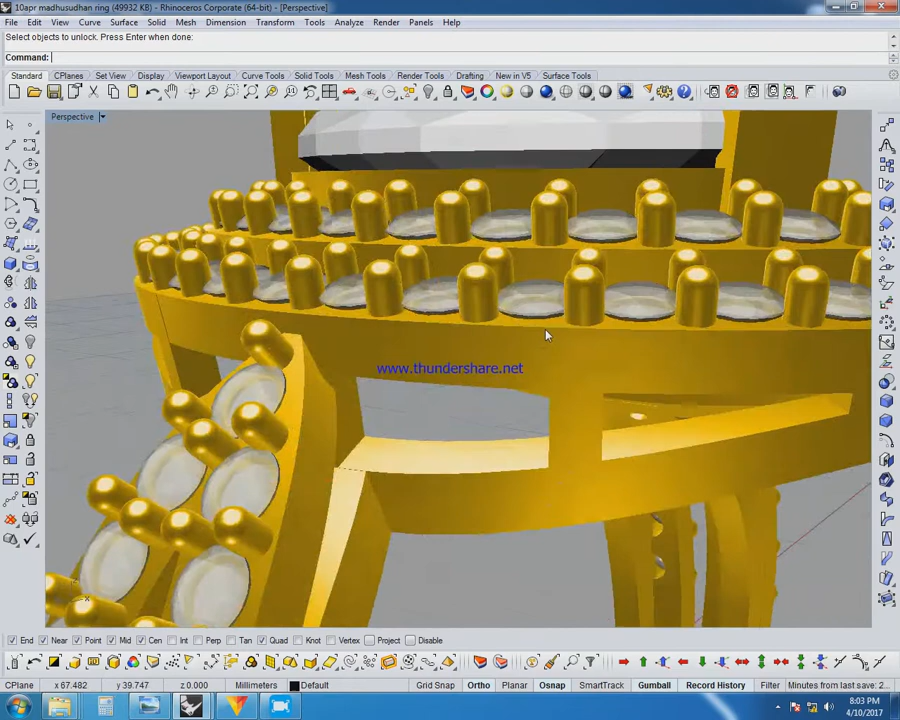 10apr madhusudhan ring (49932 KB) - Rhinoceros Corporate (64-bit) - [Perspective]
File Edit View Curve Surface Solid Mesh Dimension Transform Tools Analyze Render Panels Help
Select objects to unlock. Press Enter when done:
Command:
Standard CPlanes Set View Display Viewport Layout Curve Tools Solid Tools Mesh Tools Render Tools Drafting New in V5 Surface Tools
Perspective
www.thundershare.net
End Near Point Mid Cen Int Perp Tan Quad Knot Vertex Project Disable
CPlane x 67.482 y 39.747 z 0.000 Millimeters Default Grid Snap Ortho Planar Osnap SmartTrack Gumball Record History Filter Minutes from last save: 2...
8:03 PM
4/10/2017